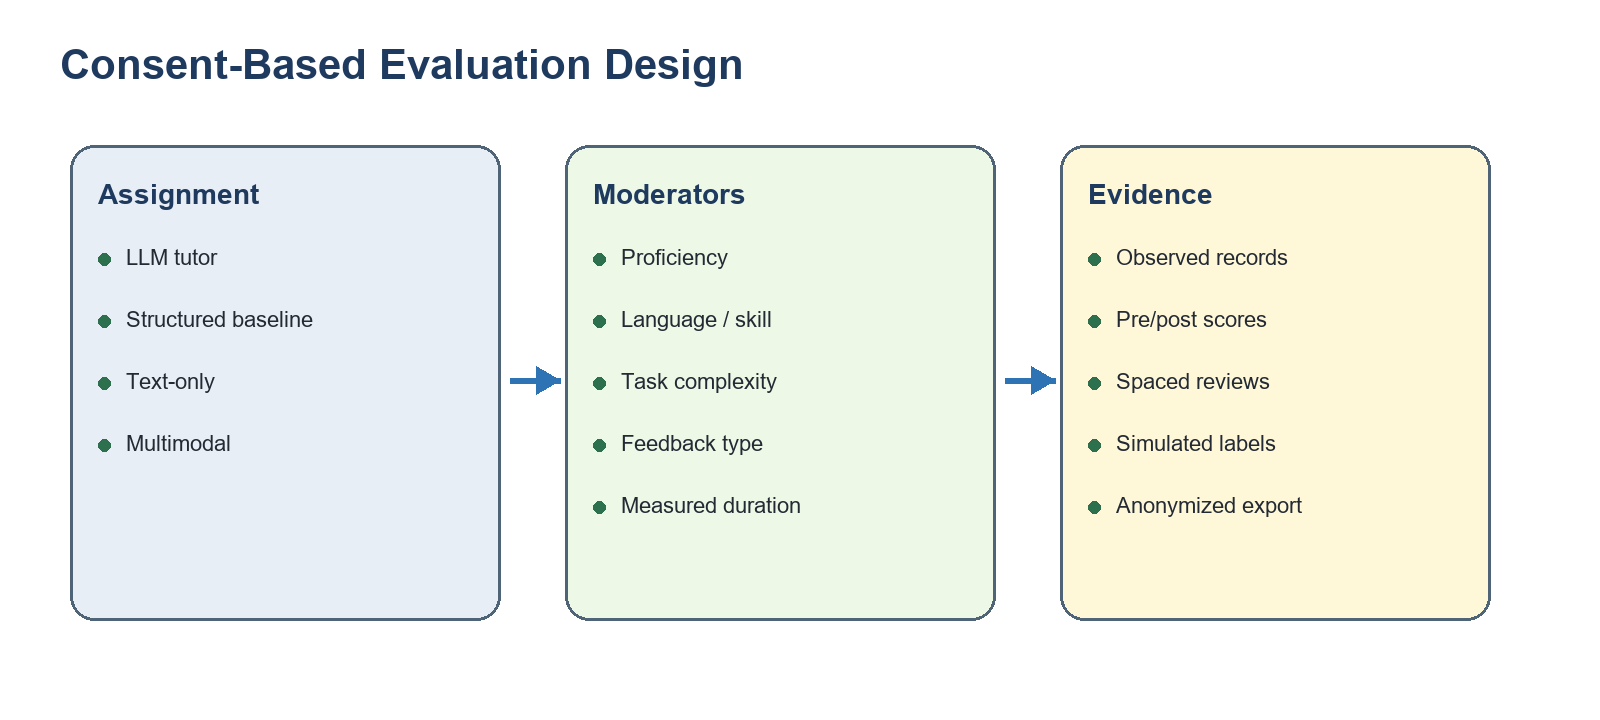 Consent-Based Evaluation Design
Assignment
LLM tutor
Structured baseline
Text-only
Multimodal
Moderators
Proficiency
Language / skill
Task complexity
Feedback type
Measured duration
Evidence
Observed records
Pre/post scores
Spaced reviews
Simulated labels
Anonymized export